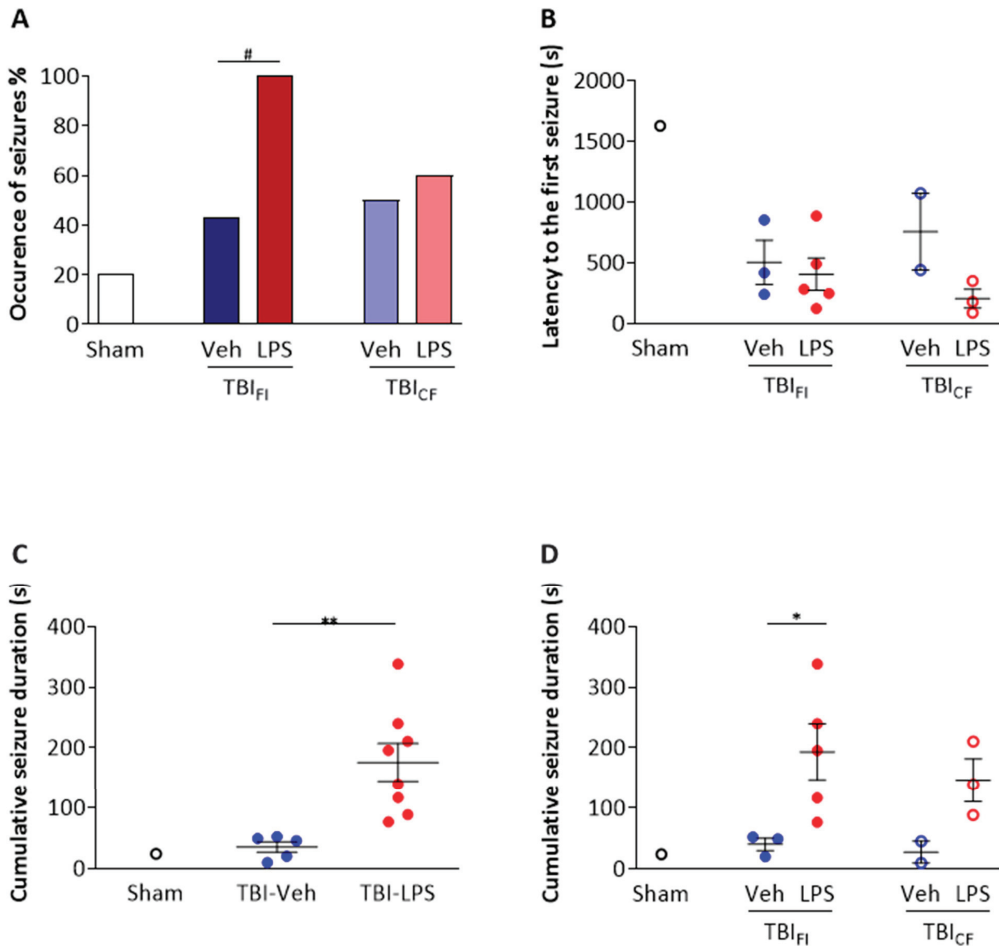 A
Occurence of seizures %
100
80
60
40
20
0
#
Sham
Veh LPS
Veh LPS
TBIFI
TBICF
B
Latency to the first seizure (s)
2000
1500
1000
500
0
Sham
Veh LPS
Veh LPS
TBIFI
TBICF
C
Cumulative seizure duration (s)
400
300
200
100
0
**
Sham
TBI-Veh
TBI-LPS
D
Cumulative seizure duration (s)
400
300
200
100
0
*
Sham
Veh LPS
Veh LPS
TBIFI
TBICF